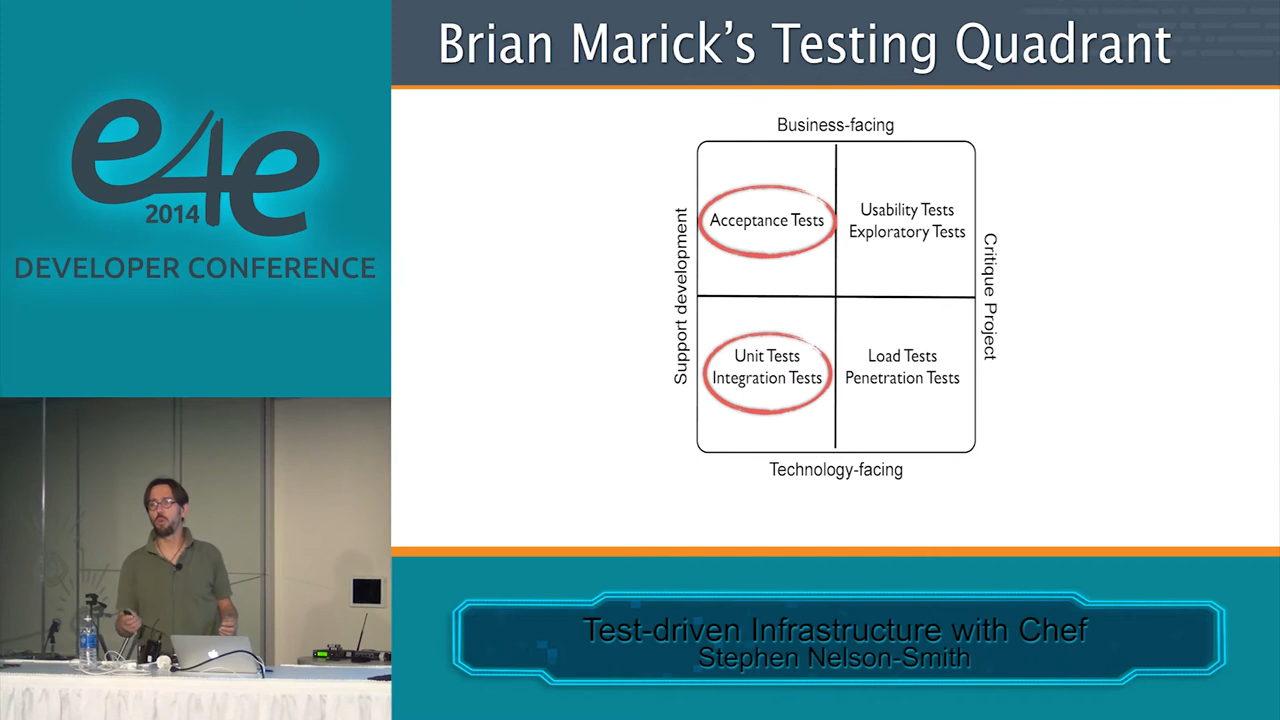 e4e
2014
DEVELOPER CONFERENCE
Brian Marick's Testing Quadrant
Business-facing
Support development
Acceptance Tests
Usability Tests
Exploratory Tests
Critique Project
Unit Tests
Integration Tests
Load Tests
Penetration Tests
Technology-facing
Test-driven Infrastructure with Chef
Stephen Nelson-Smith